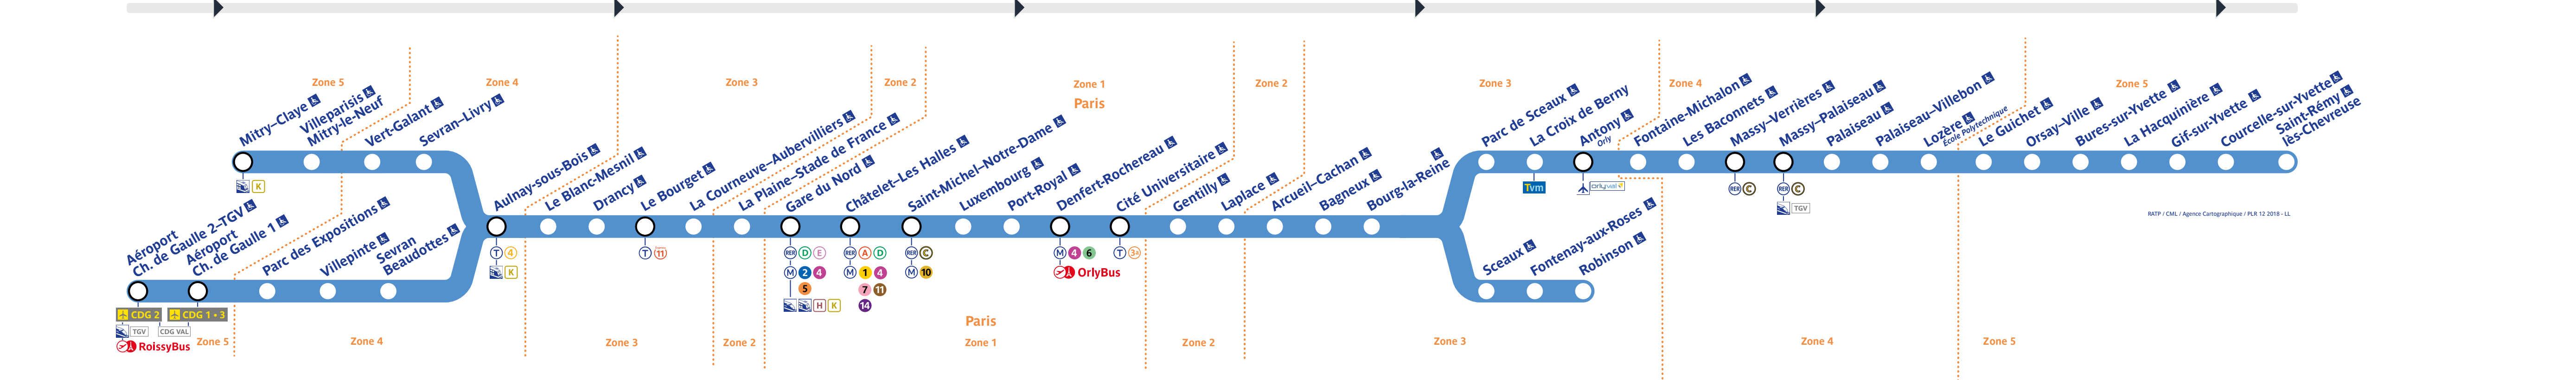 Zone 5
Zone 4
Zone 3
Zone 2
Zone 1
Paris
Zone 2
Zone 3
Zone 4
Zone 5
Mitry–Claye
Villeparisis
Mitry-le-Neuf
Vert-Galant
Sevran–Livry
K
Aéroport
Ch. de Gaulle 2–TGV
Aéroport
Ch. de Gaulle 1
Parc des Expositions
Villepinte
Sevran
Beaudottes
CDG 2
CDG 1 • 3
TGV
CDG VAL
RoissyBus
Aulnay-sous-Bois
T 4
K
Le Blanc-Mesnil
Drancy
Le Bourget
T 11
La Courneuve–Aubervilliers
La Plaine–Stade de France
Gare du Nord
RER D E
M 2 4
5
H K
Châtelet–Les Halles
RER A D
M 1 4
7 11
14
Saint-Michel–Notre-Dame
RER C
M 10
Luxembourg
Port-Royal
Denfert-Rochereau
M 4 6
OrlyBus
Cité Universitaire
T 3a
Gentilly
Laplace
Arcueil–Cachan
Bagneux
Bourg-la-Reine
Parc de Sceaux
La Croix de Berny
Tvm
Antony
Orly
orlyval
Fontaine-Michalon
Les Baconnets
Massy–Verrières
RER C
Massy–Palaiseau
RER C
TGV
Palaiseau
Palaiseau–Villebon
Lozère
École Polytechnique
Le Guichet
Orsay–Ville
Bures-sur-Yvette
La Hacquinière
Gif-sur-Yvette
Courcelle-sur-Yvette
Saint-Rémy
lès-Chevreuse
Sceaux
Fontenay-aux-Roses
Robinson
RATP / CML / Agence Cartographique / PLR 12 2018 - LL
Zone 5
Zone 4
Zone 3
Zone 2
Paris
Zone 1
Zone 2
Zone 3
Zone 4
Zone 5